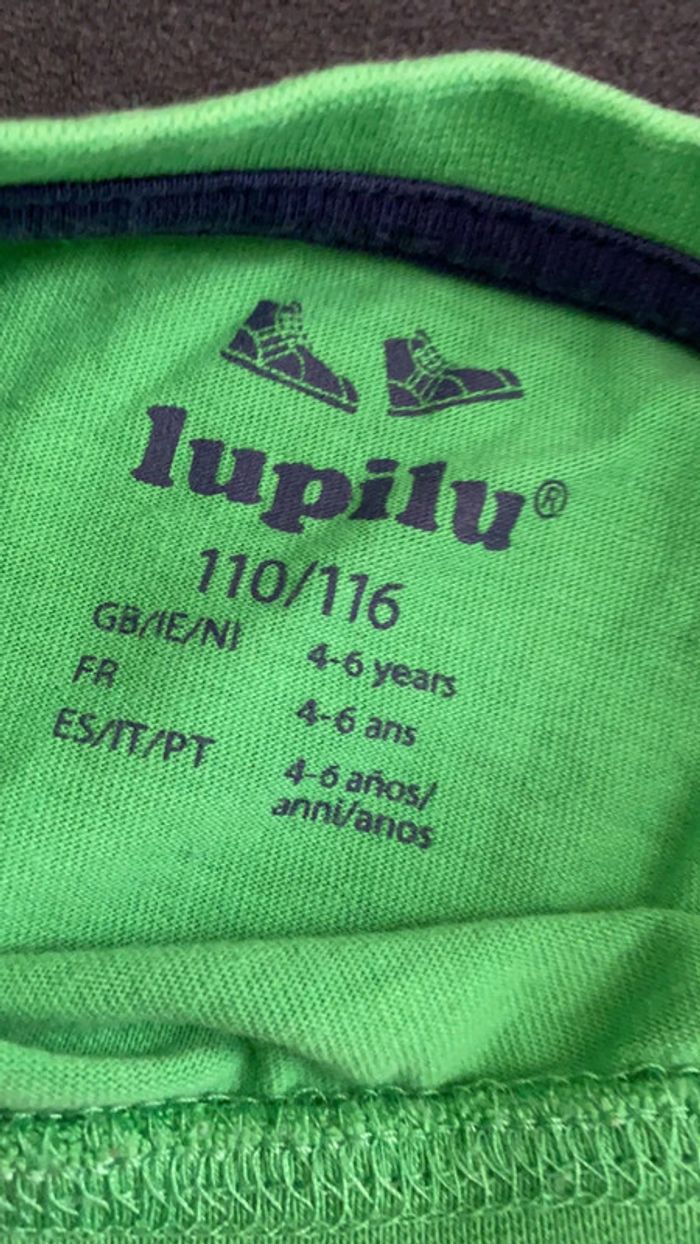 lupilu®
110/116
GB/IE/NI 4-6 years
FR 4-6 ans
ES/IT/PT 4-6 años/
anni/anos